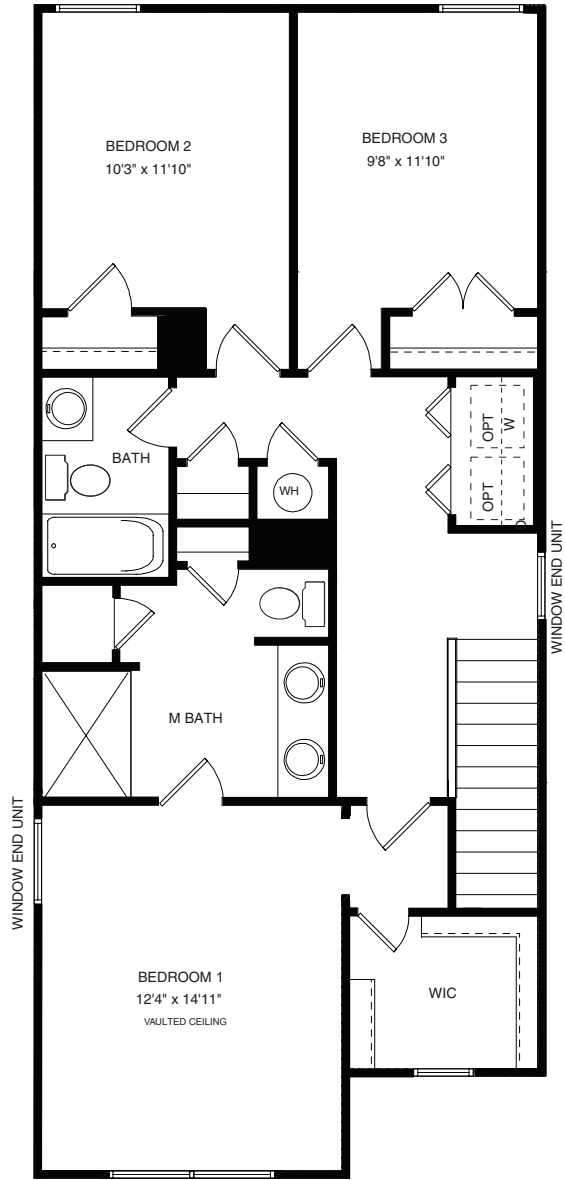 BEDROOM 2
10'3" x 11'10"
BEDROOM 3
9'8" x 11'10"
OPT W
OPT D
BATH
WH
WINDOW END UNIT
M BATH
WINDOW END UNIT
BEDROOM 1
12'4" x 14'11"
VAULTED CEILING
WIC